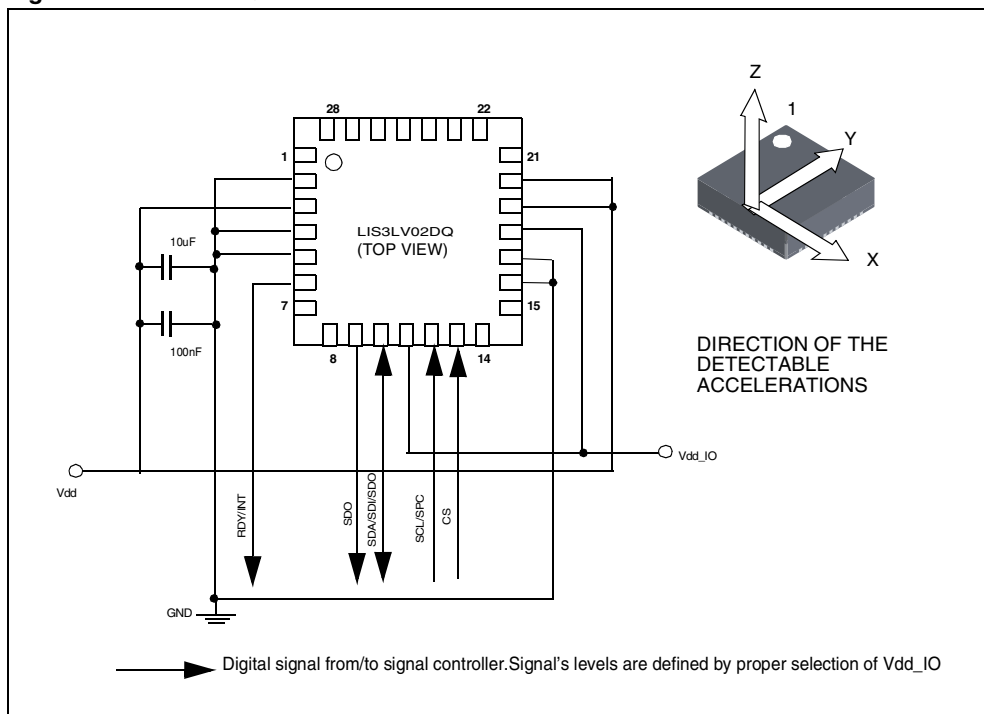 28
22
1
21
LIS3LV02DQ
(TOP VIEW)
10uF
100nF
7
15
8
14
Z
1
Y
X
DIRECTION OF THE
DETECTABLE
ACCELERATIONS
Vdd_IO
Vdd
RDY/INT
SDO
SDA/SDI/SDO
SCL/SPC
CS
GND
Digital signal from/to signal controller.Signal's levels are defined by proper selection of Vdd_IO